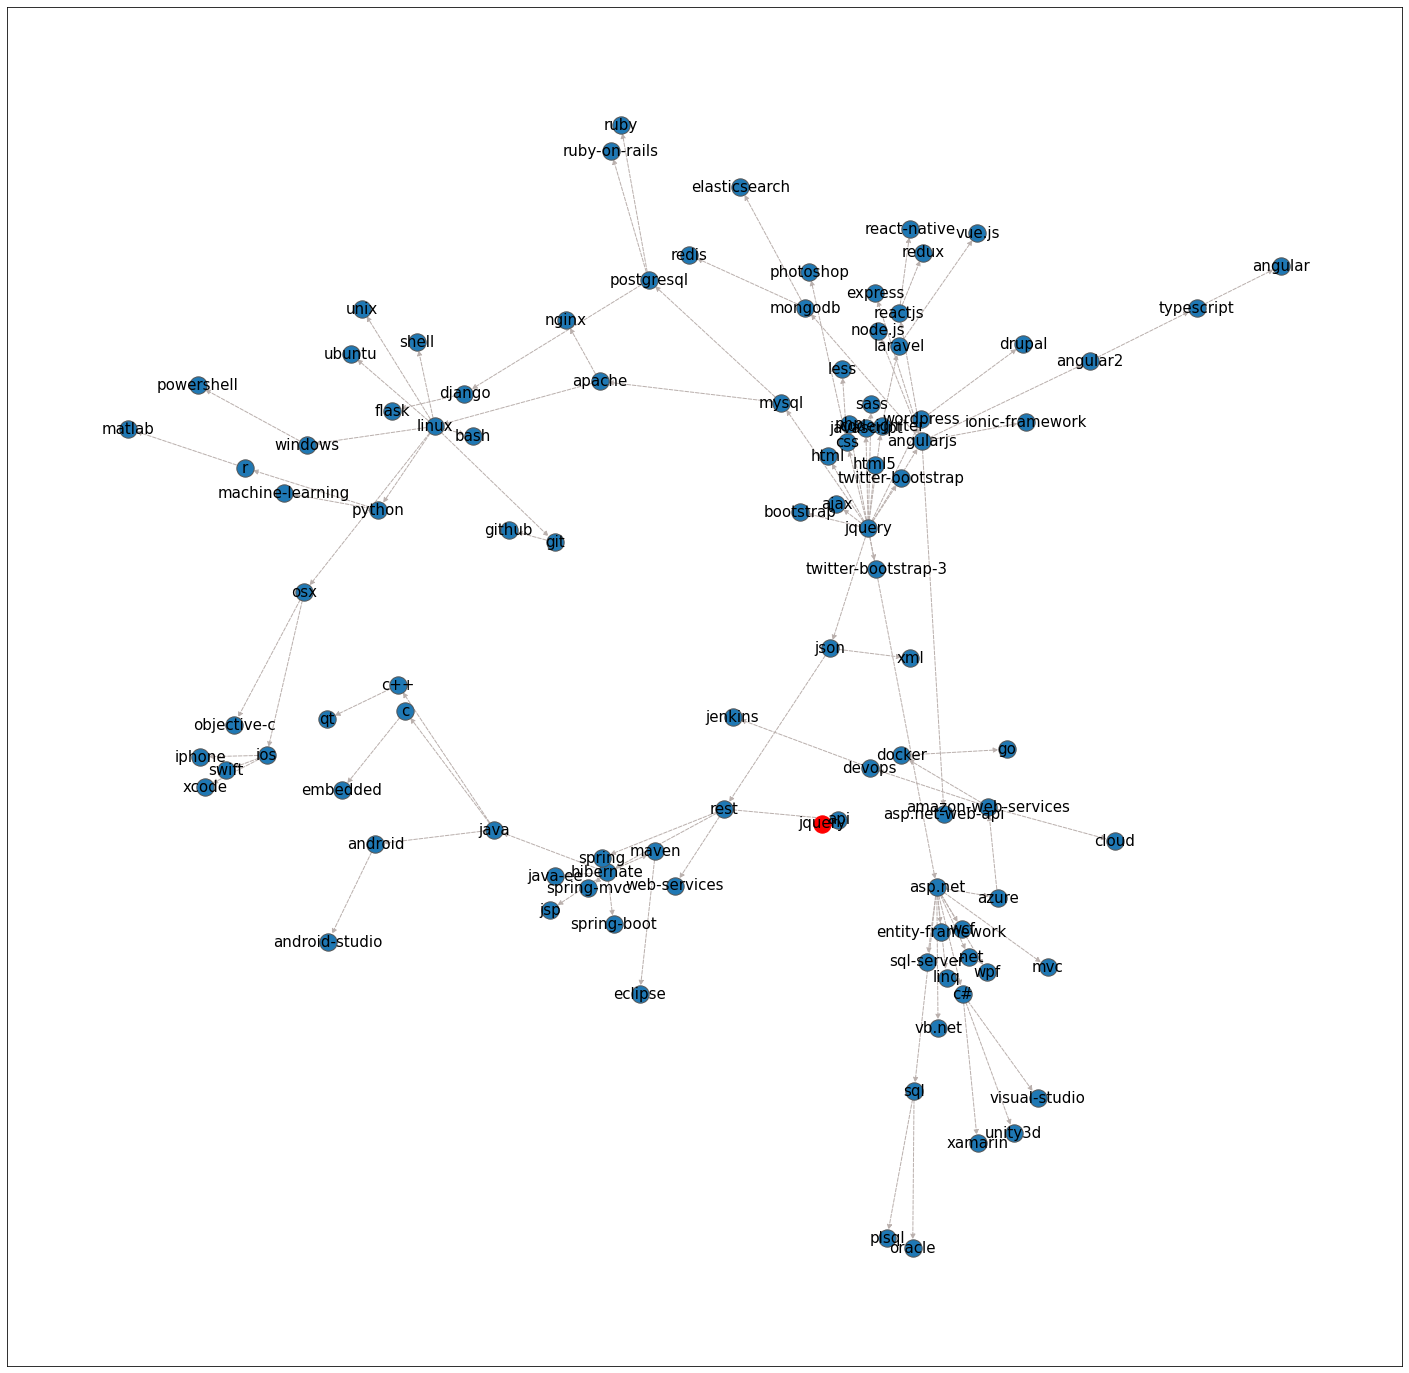 ruby
ruby-on-rails
elasticsearch
react-native
vue.js
redux
redis
photoshop
angular
postgresql
express
mongodb
reactjs
typescript
unix
nginx
node.js
shell
laravel
drupal
ubuntu
angular2
less
powershell
apache
django
flask
mysql
sass
wordpress
ionic-framework
linux
matlab
javascript
bash
windows
css
angularjs
html
html5
r
twitter-bootstrap
machine-learning
python
ajax
bootstrap
github
jquery
git
twitter-bootstrap-3
osx
json
xml
c++
c
jenkins
qt
objective-c
go
iphone
ios
docker
swift
devops
xcode
embedded
rest
amazon-web-services
asp.net-web-api
api
jquery
java
cloud
android
maven
spring
hibernate
java-ee
spring-mvc
web-services
asp.net
azure
jsp
spring-boot
entity-framework
wcf
android-studio
.net
sql-server
mvc
wpf
linq
eclipse
c#
vb.net
sql
visual-studio
unity3d
xamarin
plsql
oracle